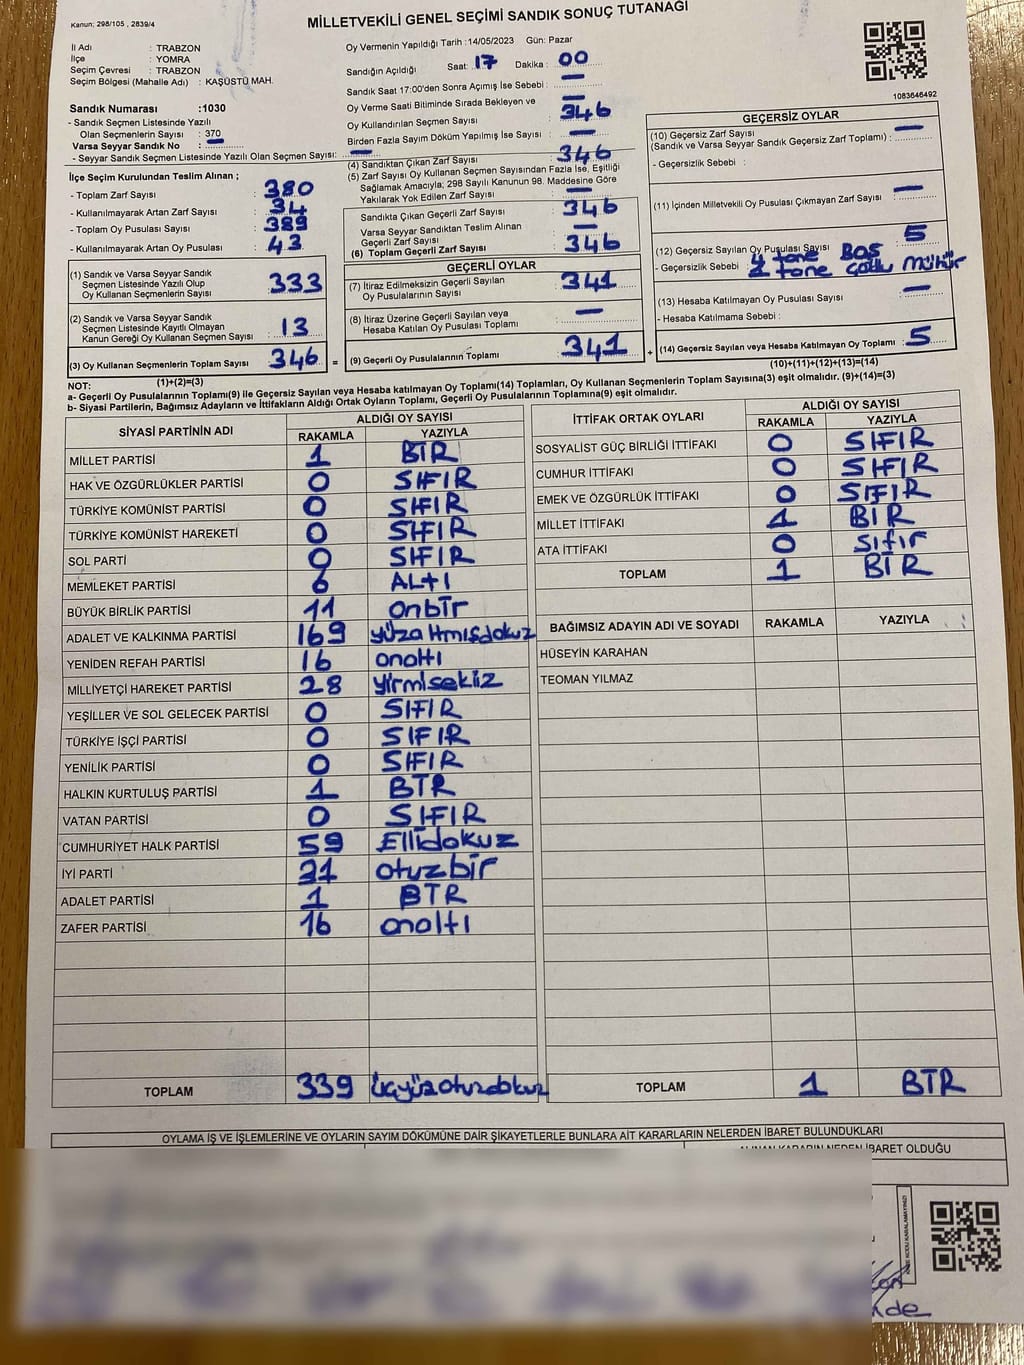 Kanun: 298/105 , 2839/4
MİLLETVEKİLİ GENEL SEÇİMİ SANDIK SONUÇ TUTANAĞI
İl Adı : TRABZON
İlçe : YOMRA
Seçim Çevresi : TRABZON
Seçim Bölgesi (Mahalle Adı) : KAŞÜSTÜ MAH.
Sandık Numarası :1030
- Sandık Seçmen Listesinde Yazılı
Olan Seçmenlerin Sayısı : 370
Varsa Seyyar Sandık No : —
- Seyyar Sandık Seçmen Listesinde Yazılı Olan Seçmen Sayısı: —
Oy Vermenin Yapıldığı Tarih :14/05/2023 Gün: Pazar
Sandığın Açıldığı Saat: 17 Dakika : 00
Sandık Saat 17:00'den Sonra Açımış İse Sebebi : —
Oy Verme Saati Bitiminde Sırada Bekleyen ve —
Oy Kullandırılan Seçmen Sayısı 346
Birden Fazla Sayım Döküm Yapılmış İse Sayısı : —
(4) Sandıktan Çıkan Zarf Sayısı 346
(5) Zarf Sayısı Oy Kullanan Seçmen Sayısından Fazla İse, Eşitliği
Sağlamak Amacıyla; 298 Sayılı Kanunun 98. Maddesine Göre
Yakılarak Yok Edilen Zarf Sayısı : —
1083646492
İlçe Seçim Kurulundan Teslim Alınan ;
- Toplam Zarf Sayısı : 380
- Kullanılmayarak Artan Zarf Sayısı : 34
- Toplam Oy Pusulası Sayısı : 389
- Kullanılmayarak Artan Oy Pusulası : 43
Sandıkta Çıkan Geçerli Zarf Sayısı : 346
Varsa Seyyar Sandıktan Teslim Alınan
Geçerli Zarf Sayısı : —
(6) Toplam Geçerli Zarf Sayısı : 346
(1) Sandık ve Varsa Seyyar Sandık
Seçmen Listesinde Yazılı Olup
Oy Kullanan Seçmenlerin Sayısı 333
(2) Sandık ve Varsa Seyyar Sandık
Seçmen Listesinde Kayıtlı Olmayan
Kanun Gereği Oy Kullanan Seçmen Sayısı 13
(3) Oy Kullanan Seçmenlerin Toplam Sayısı 346 =
(1)+(2)=(3)
GEÇERLİ OYLAR
(7) İtiraz Edilmeksizin Geçerli Sayılan
Oy Pusulalarının Sayısı : 341
(8) İtiraz Üzerine Geçerli Sayılan veya
Hesaba Katılan Oy Pusulası Toplamı : —
(9) Geçerli Oy Pusulalarının Toplamı : 341 +
GEÇERSİZ OYLAR
(10) Geçersiz Zarf Sayısı
(Sandık ve Varsa Seyyar Sandık Geçersiz Zarf Toplamı) : —
- Geçersizlik Sebebi :
(11) İçinden Milletvekili Oy Pusulası Çıkmayan Zarf Sayısı : —
(12) Geçersiz Sayılan Oy Pusulası Sayısı 5
- Geçersizlik Sebebi tane BOŞ
tane Çoklu Mühür
(13) Hesaba Katılmayan Oy Pusulası Sayısı : —
- Hesaba Katılmama Sebebi :
(14) Geçersiz Sayılan veya Hesaba Katılmayan Oy Toplamı : 5
(10)+(11)+(12)+(13)=(14)
NOT:
a- Geçerli Oy Pusulalarının Toplamı(9) ile Geçersiz Sayılan veya Hesaba katılmayan Oy Toplamı(14) Toplamları, Oy Kullanan Seçmenlerin Toplam Sayısına(3) eşit olmalıdır. (9)+(14)=(3)
b- Siyasi Partilerin, Bağımsız Adayların ve İttifakların Aldığı Ortak Oyların Toplamı, Geçerli Oy Pusulalarının Toplamına(9) eşit olmalıdır.
SİYASİ PARTİNİN ADI ALDIĞI OY SAYISI
RAKAMLA YAZIYLA
MİLLET PARTİSİ 1 BİR
HAK VE ÖZGÜRLÜKLER PARTİSİ 0 SIFIR
TÜRKİYE KOMÜNİST PARTİSİ 0 SIFIR
TÜRKİYE KOMÜNİST HAREKETİ 0 SIFIR
SOL PARTİ 0 SIFIR
MEMLEKET PARTİSİ 6 ALTI
BÜYÜK BİRLİK PARTİSİ 11 onbir
ADALET VE KALKINMA PARTİSİ 169 yüzaltmışdokuz
YENİDEN REFAH PARTİSİ 16 onaltı
MİLLİYETÇİ HAREKET PARTİSİ 28 yirmisekiz
YEŞİLLER VE SOL GELECEK PARTİSİ 0 SIFIR
TÜRKİYE İŞÇİ PARTİSİ 0 SIFIR
YENİLİK PARTİSİ 0 SIFIR
HALKIN KURTULUŞ PARTİSİ 1 BİR
VATAN PARTİSİ 0 SIFIR
CUMHURİYET HALK PARTİSİ 59 Ellidokuz
İYİ PARTİ 31 otuzbir
ADALET PARTİSİ 1 BİR
ZAFER PARTİSİ 16 onaltı
TOPLAM 339 üçyüzotuzdokuz
İTTİFAK ORTAK OYLARI ALDIĞI OY SAYISI
RAKAMLA YAZIYLA
SOSYALİST GÜÇ BİRLİĞİ İTTİFAKI 0 SIFIR
CUMHUR İTTİFAKI 0 SIFIR
EMEK VE ÖZGÜRLÜK İTTİFAKI 0 SIFIR
MİLLET İTTİFAKI 1 BİR
ATA İTTİFAKI 0 Sıfır
TOPLAM 1 BİR
BAĞIMSIZ ADAYIN ADI VE SOYADI RAKAMLA YAZIYLA
HÜSEYİN KARAHAN
TEOMAN YILMAZ
TOPLAM 1 BİR
OYLAMA İŞ VE İŞLEMLERİNE VE OYLARIN SAYIM DÖKÜMÜNE DAİR ŞİKAYETLERLE BUNLARA AİT KARARLARIN NELERDEN İBARET BULUNDUKLARI
ALINAN KARARIN NEDEN İBARET OLDUĞU